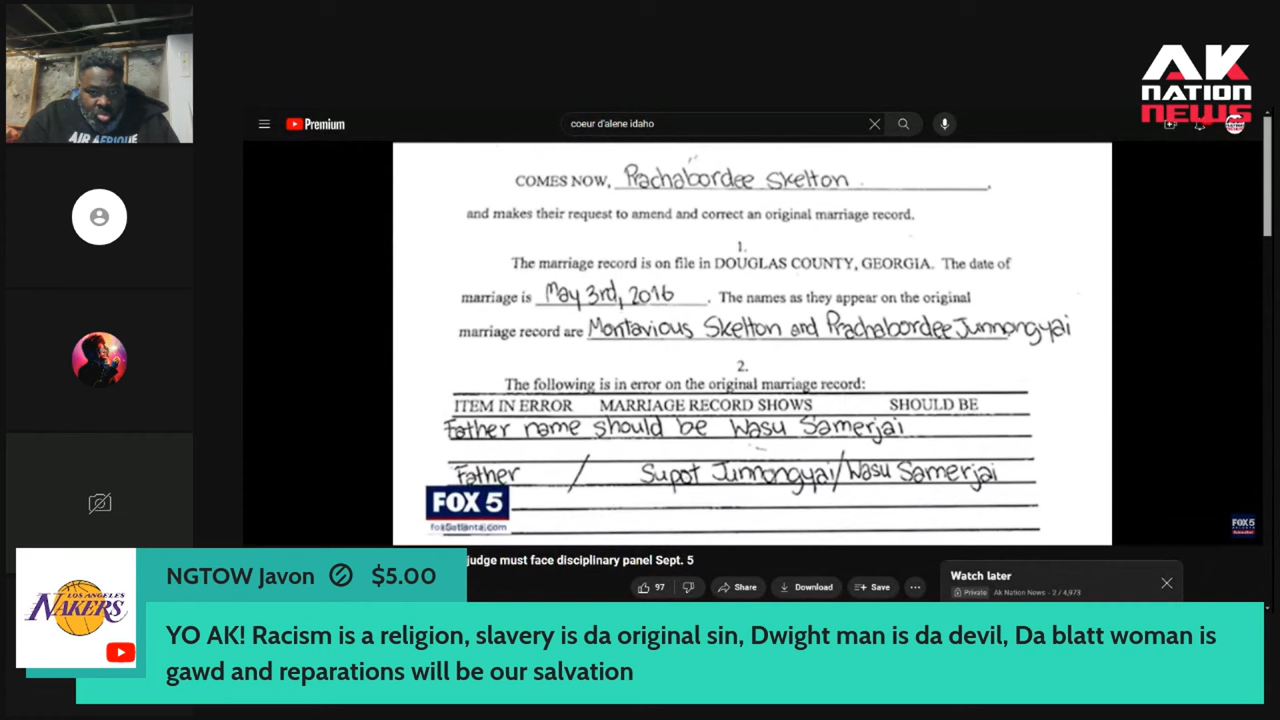 AIR AFRIQUE
AK
NATION
NEWS
Premium
coeur d'alene idaho
COMES NOW, Prachabordee Skelton.
and makes their request to amend and correct an original marriage record.
1.
The marriage record is on file in DOUGLAS COUNTY, GEORGIA. The date of
marriage is May 3rd, 2016. The names as they appear on the original
marriage record are Montavious Skelton and Prachabordee Junnongyai
2.
The following is in error on the original marriage record:
ITEM IN ERROR MARRIAGE RECORD SHOWS SHOULD BE
Father name should be Wasu Samerjai
Father / Supot Junnongyai/Wasu Samerjai
FOX 5
fox5atlanta.com
FOX5
judge must face disciplinary panel Sept. 5
97 Share Download Save
Watch later
Private Ak Nation News - 2 / 4,973
LOS ANGELES
NAKERS
NGTOW Javon $5.00
YO AK! Racism is a religion, slavery is da original sin, Dwight man is da devil, Da blatt woman is
gawd and reparations will be our salvation